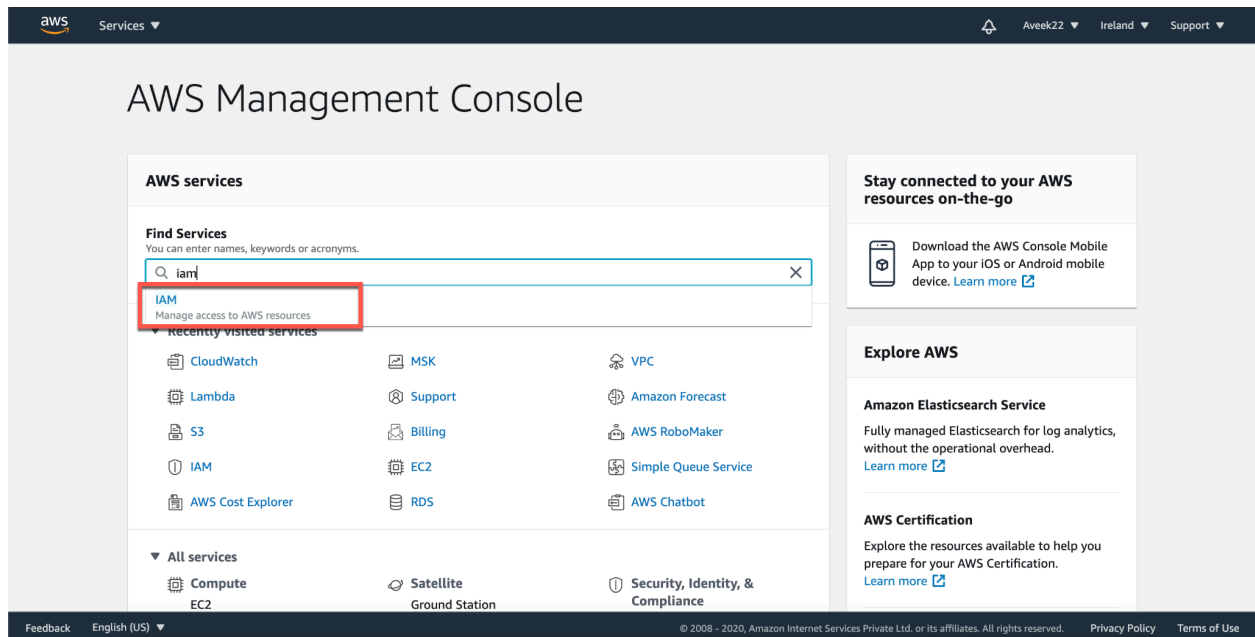 aws Services ▼ Aveek22 ▼ Ireland ▼ Support ▼
AWS Management Console
AWS services
Find Services
You can enter names, keywords or acronyms.
iam
IAM
Manage access to AWS resources
Recently visited services
CloudWatch MSK VPC
Lambda Support Amazon Forecast
S3 Billing AWS RoboMaker
IAM EC2 Simple Queue Service
AWS Cost Explorer RDS AWS Chatbot
All services
Compute Satellite Security, Identity, &
EC2 Ground Station Compliance
Stay connected to your AWS
resources on-the-go
Download the AWS Console Mobile
App to your iOS or Android mobile
device. Learn more
Explore AWS
Amazon Elasticsearch Service
Fully managed Elasticsearch for log analytics,
without the operational overhead.
Learn more
AWS Certification
Explore the resources available to help you
prepare for your AWS Certification.
Learn more
Feedback English (US) ▼ © 2008 - 2020, Amazon Internet Services Private Ltd. or its affiliates. All rights reserved. Privacy Policy Terms of Use